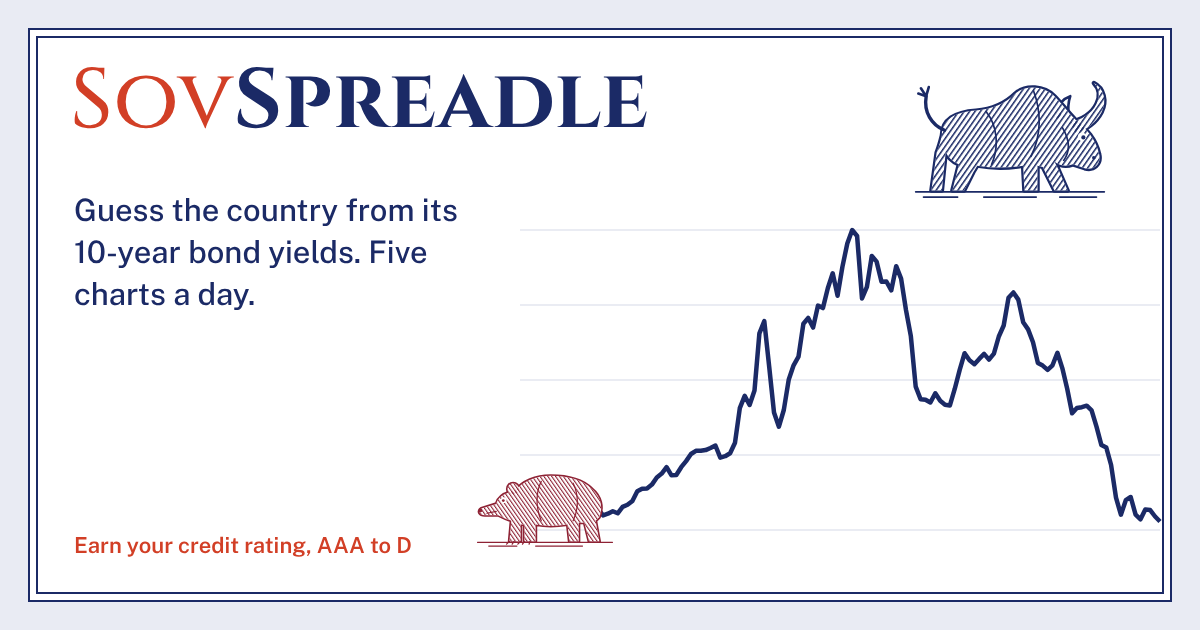 SovSpreadle
Guess the country from its
10-year bond yields. Five
charts a day.
Earn your credit rating, AAA to D